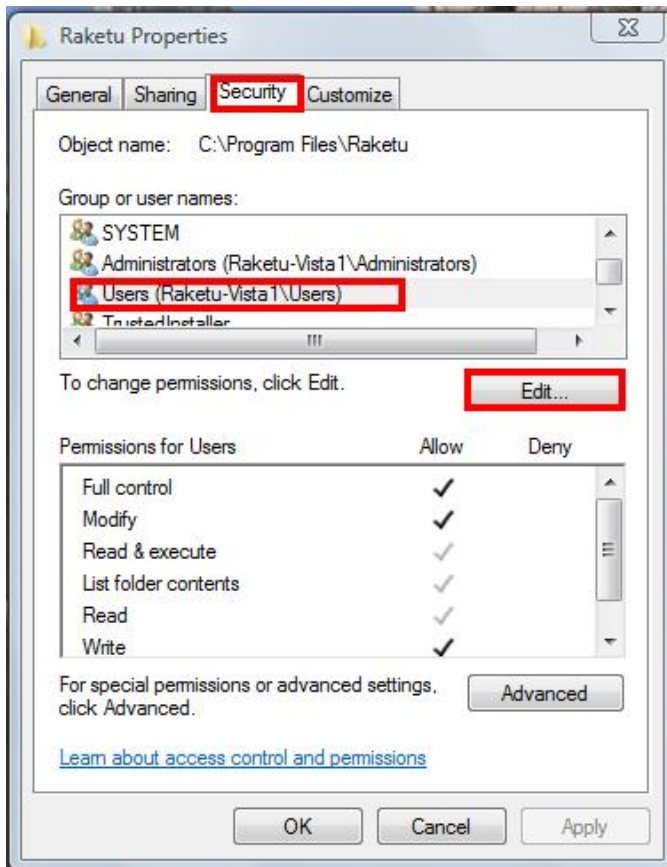 Raketu Properties
General Sharing Security Customize
Object name: C:\Program Files\Raketu
Group or user names:
SYSTEM
Administrators (Raketu-Vista1\Administrators)
Users (Raketu-Vista1\Users)
TrustedInstaller
To change permissions, click Edit.
Edit...
Permissions for Users Allow Deny
Full control
Modify
Read & execute
List folder contents
Read
Write
For special permissions or advanced settings,
click Advanced.
Advanced
Learn about access control and permissions
OK Cancel Apply